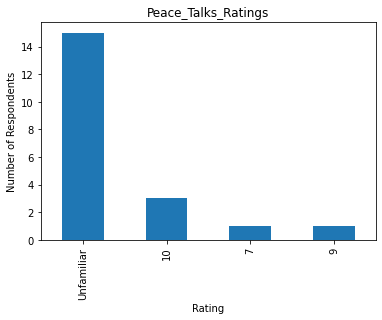 Peace_Talks_Ratings
Number of Respondents
14
12
10
8
6
4
2
0
Unfamiliar
10
7
9
Rating